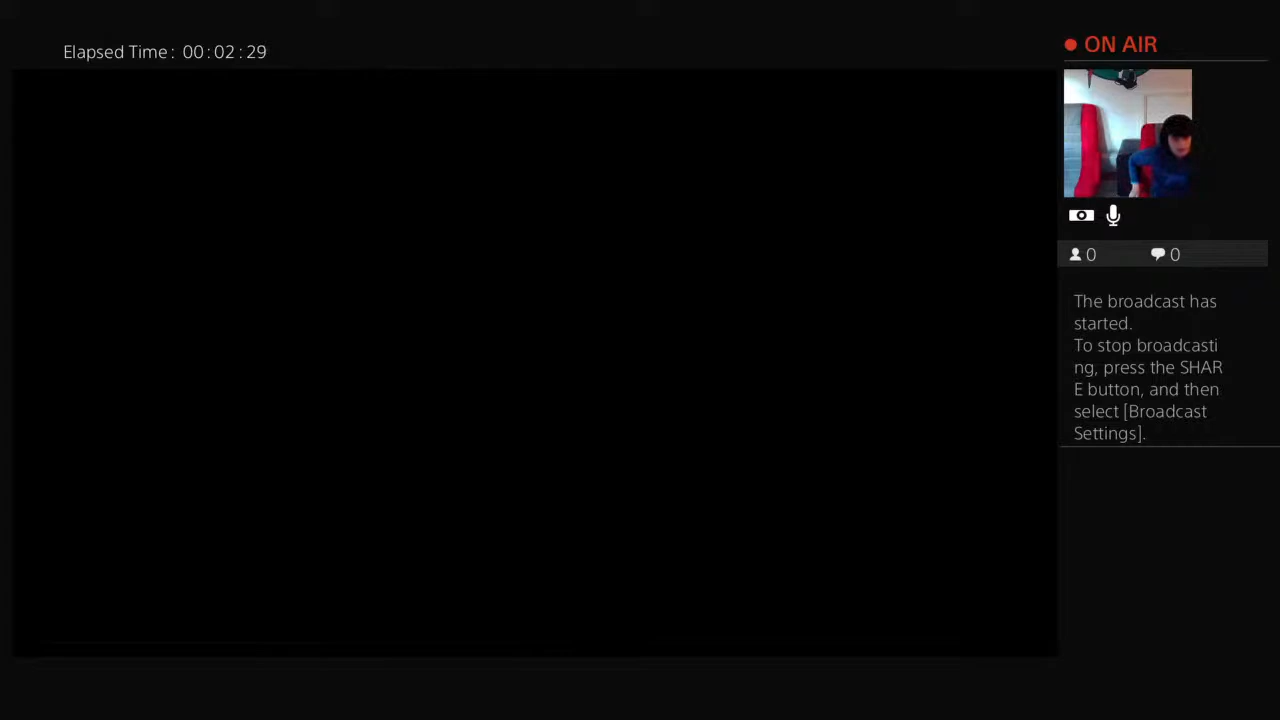 Elapsed Time: 00:02:29
ON AIR
0 0
The broadcast has
started.
To stop broadcasti
ng, press the SHAR
E button, and then
select [Broadcast
Settings].